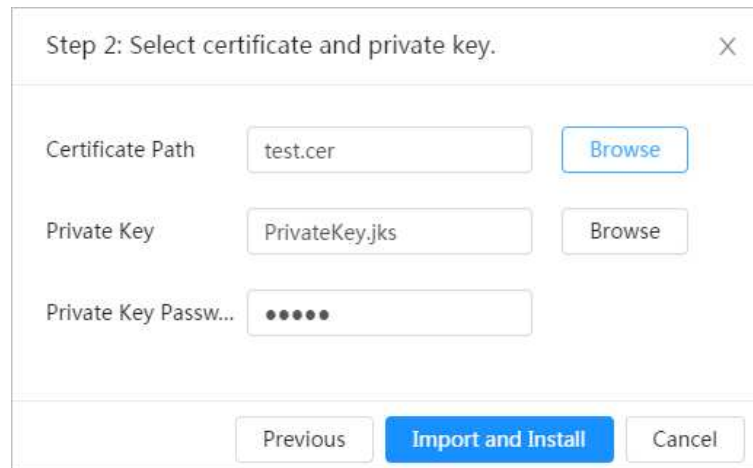 Step 2: Select certificate and private key.
Certificate Path test.cer Browse
Private Key PrivateKey.jks Browse
Private Key Passw... •••••
Previous Import and Install Cancel